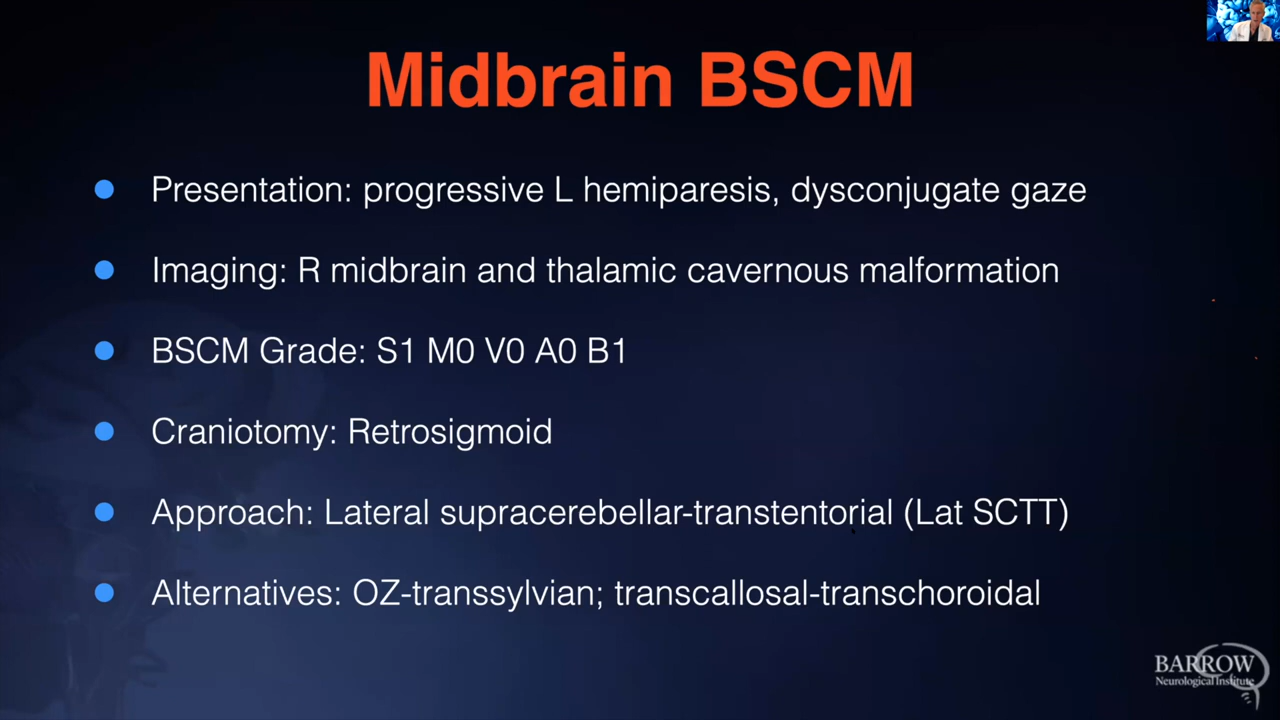 Midbrain BSCM
Presentation: progressive L hemiparesis, dysconjugate gaze
Imaging: R midbrain and thalamic cavernous malformation
BSCM Grade: S1 M0 V0 A0 B1
Craniotomy: Retrosigmoid
Approach: Lateral supracerebellar-transtentorial (Lat SCTT)
Alternatives: OZ-transsylvian; transcallosal-transchoroidal
BARROW
Neurological Institute